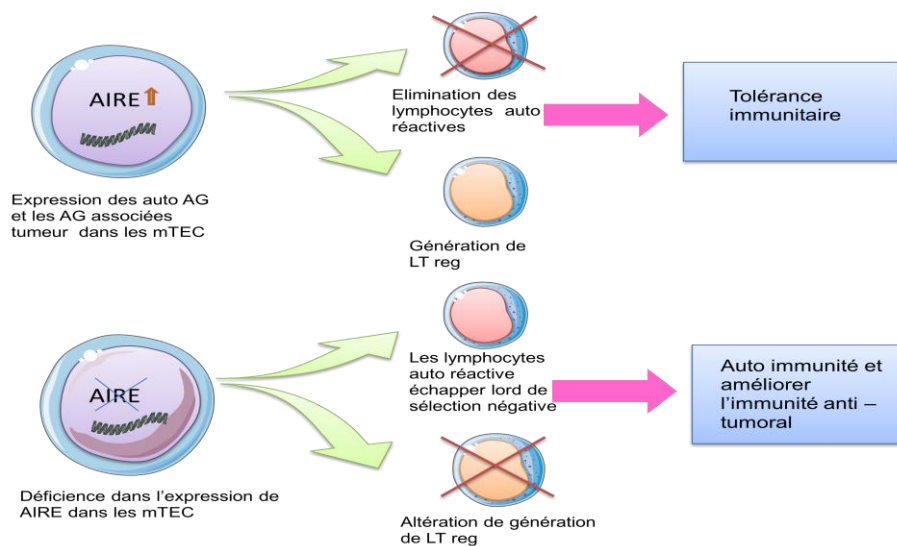 AIRE
Expression des auto AG
et les AG associées
tumeur dans les mTEC
Elimination des
lymphocytes auto
réactives
Génération de
LT reg
Tolérance
immunitaire
AIRE
Déficience dans l'expression de
AIRE dans les mTEC
Les lymphocytes
auto réactive
échapper lord de
sélection négative
Altération de génération
de LT reg
Auto immunité et
améliorer
l'immunité anti –
tumoral